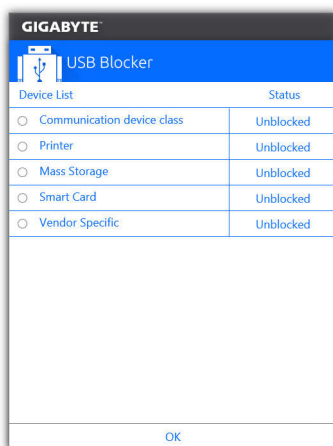 GIGABYTE™
USB Blocker
Device List Status
Communication device class Unblocked
Printer Unblocked
Mass Storage Unblocked
Smart Card Unblocked
Vendor Specific Unblocked
OK